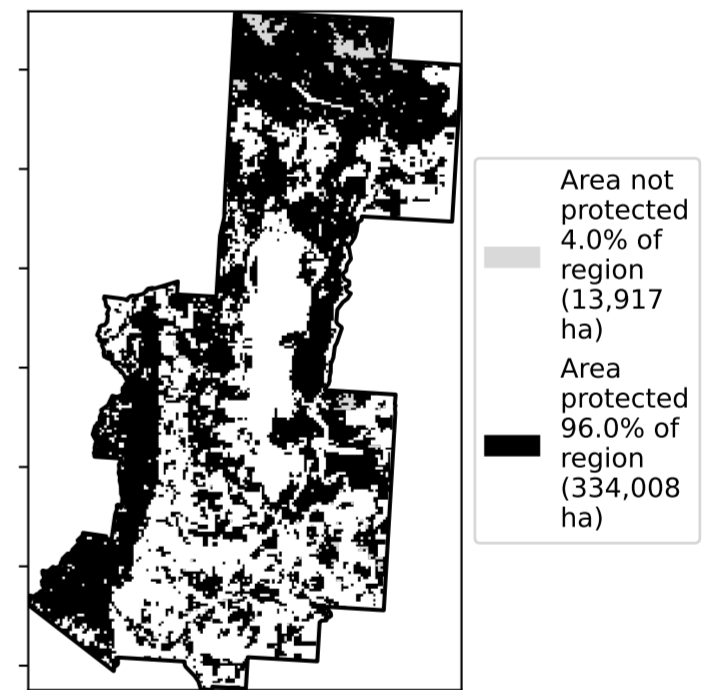 Area not
protected
4.0% of
region
(13,917
ha)
Area
protected
96.0% of
region
(334,008
ha)